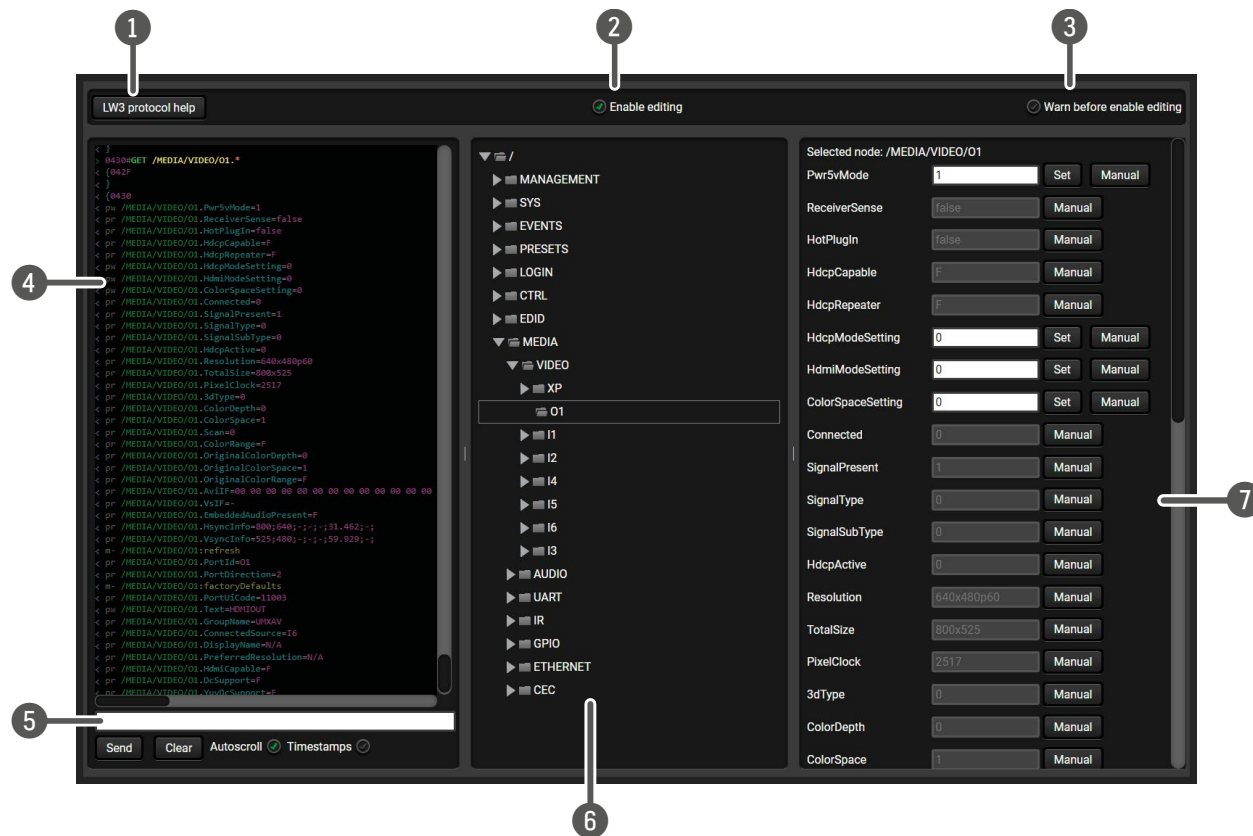 1
2
3
LW3 protocol help
Enable editing
Warn before enable editing
4
< }
> 0430#GET /MEDIA/VIDEO/O1.*
< {042F
< }
< {0430
< pw /MEDIA/VIDEO/O1.Pwr5vMode=1
< pr /MEDIA/VIDEO/O1.ReceiverSense=false
< pr /MEDIA/VIDEO/O1.HotPlugIn=false
< pr /MEDIA/VIDEO/O1.HdcpCapable=F
< pr /MEDIA/VIDEO/O1.HdcpRepeater=F
< pw /MEDIA/VIDEO/O1.HdcpModeSetting=0
< pw /MEDIA/VIDEO/O1.HdmiModeSetting=0
< pw /MEDIA/VIDEO/O1.ColorSpaceSetting=0
< pr /MEDIA/VIDEO/O1.Connected=0
< pr /MEDIA/VIDEO/O1.SignalPresent=1
< pr /MEDIA/VIDEO/O1.SignalType=0
< pr /MEDIA/VIDEO/O1.SignalSubType=0
< pr /MEDIA/VIDEO/O1.HdcpActive=0
< pr /MEDIA/VIDEO/O1.Resolution=640x480p60
< pr /MEDIA/VIDEO/O1.TotalSize=800x525
< pr /MEDIA/VIDEO/O1.PixelClock=2517
< pr /MEDIA/VIDEO/O1.3dType=0
< pr /MEDIA/VIDEO/O1.ColorDepth=0
< pr /MEDIA/VIDEO/O1.ColorSpace=1
< pr /MEDIA/VIDEO/O1.Scan=0
< pr /MEDIA/VIDEO/O1.ColorRange=F
< pr /MEDIA/VIDEO/O1.OriginalColorDepth=0
< pr /MEDIA/VIDEO/O1.OriginalColorSpace=1
< pr /MEDIA/VIDEO/O1.OriginalColorRange=F
< pr /MEDIA/VIDEO/O1.AviIF=00 00 00 00 00 00 00 00 00 00 00 00 00
< pr /MEDIA/VIDEO/O1.VsIF=-
< pr /MEDIA/VIDEO/O1.EmbeddedAudioPresent=F
< pr /MEDIA/VIDEO/O1.HsyncInfo=800;640;-;-;-;31.462;-;
< pr /MEDIA/VIDEO/O1.VsyncInfo=525;480;-;-;-;59.929;-;
< m- /MEDIA/VIDEO/O1:refresh
< pr /MEDIA/VIDEO/O1.PortId=O1
< pr /MEDIA/VIDEO/O1.PortDirection=2
< m- /MEDIA/VIDEO/O1:factoryDefaults
< pr /MEDIA/VIDEO/O1.PortUiCode=11003
< pw /MEDIA/VIDEO/O1.Text=HDMIOUT
< pr /MEDIA/VIDEO/O1.GroupName=UMXAV
< pr /MEDIA/VIDEO/O1.ConnectedSource=I6
< pr /MEDIA/VIDEO/O1.DisplayName=N/A
< pr /MEDIA/VIDEO/O1.PreferredResolution=N/A
< pr /MEDIA/VIDEO/O1.HdmiCapable=F
< pr /MEDIA/VIDEO/O1.DcSupport=F
< pr /MEDIA/VIDEO/O1.YuvDcSupport=F
5
Send Clear Autoscroll Timestamps
/
MANAGEMENT
SYS
EVENTS
PRESETS
LOGIN
CTRL
EDID
MEDIA
VIDEO
XP
O1
I1
I2
I4
I5
I6
I3
AUDIO
UART
IR
GPIO
ETHERNET
CEC
6
Selected node: /MEDIA/VIDEO/O1
Pwr5vMode 1 Set Manual
ReceiverSense false Manual
HotPlugIn false Manual
HdcpCapable F Manual
HdcpRepeater F Manual
HdcpModeSetting 0 Set Manual
HdmiModeSetting 0 Set Manual
ColorSpaceSetting 0 Set Manual
Connected 0 Manual
SignalPresent 1 Manual
SignalType 0 Manual
SignalSubType 0 Manual
HdcpActive 0 Manual
Resolution 640x480p60 Manual
TotalSize 800x525 Manual
PixelClock 2517 Manual
3dType 0 Manual
ColorDepth 0 Manual
ColorSpace 1 Manual
7